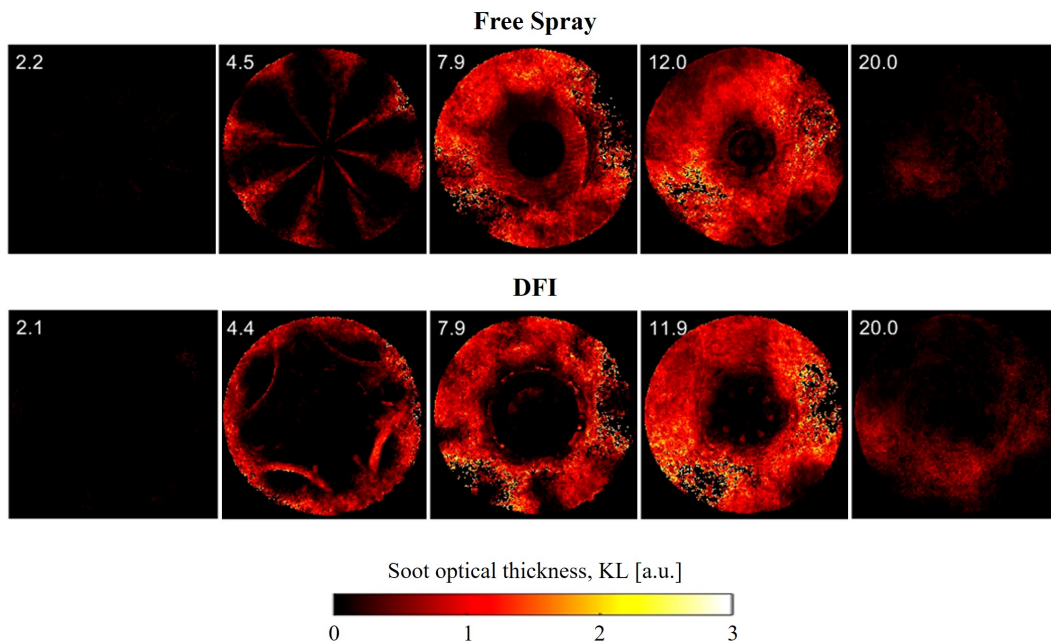 Free Spray
2.2 4.5 7.9 12.0 20.0
DFI
2.1 4.4 7.9 11.9 20.0
Soot optical thickness, KL [a.u.]
0 1 2 3